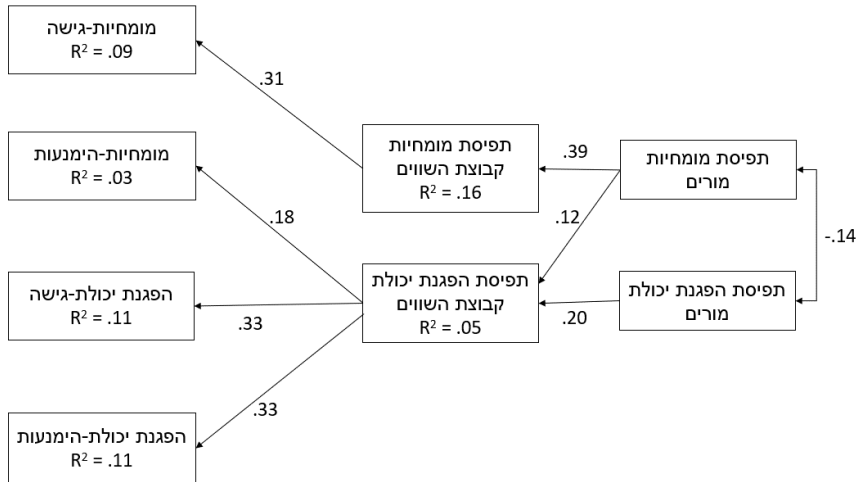 מומחיות-גישה
R² = .09
.31
מומחיות-הימנעות
R² = .03
תפיסת מומחיות
קבוצת השווים
R² = .16
.39
תפיסת מומחיות
מורים
.18
.12
-.14
הפגנת יכולת-גישה
R² = .11
.33
תפיסת הפגנת יכולת
קבוצת השווים
R² = .05
.20
תפיסת הפגנת יכולת
מורים
.33
הפגנת יכולת-הימנעות
R² = .11